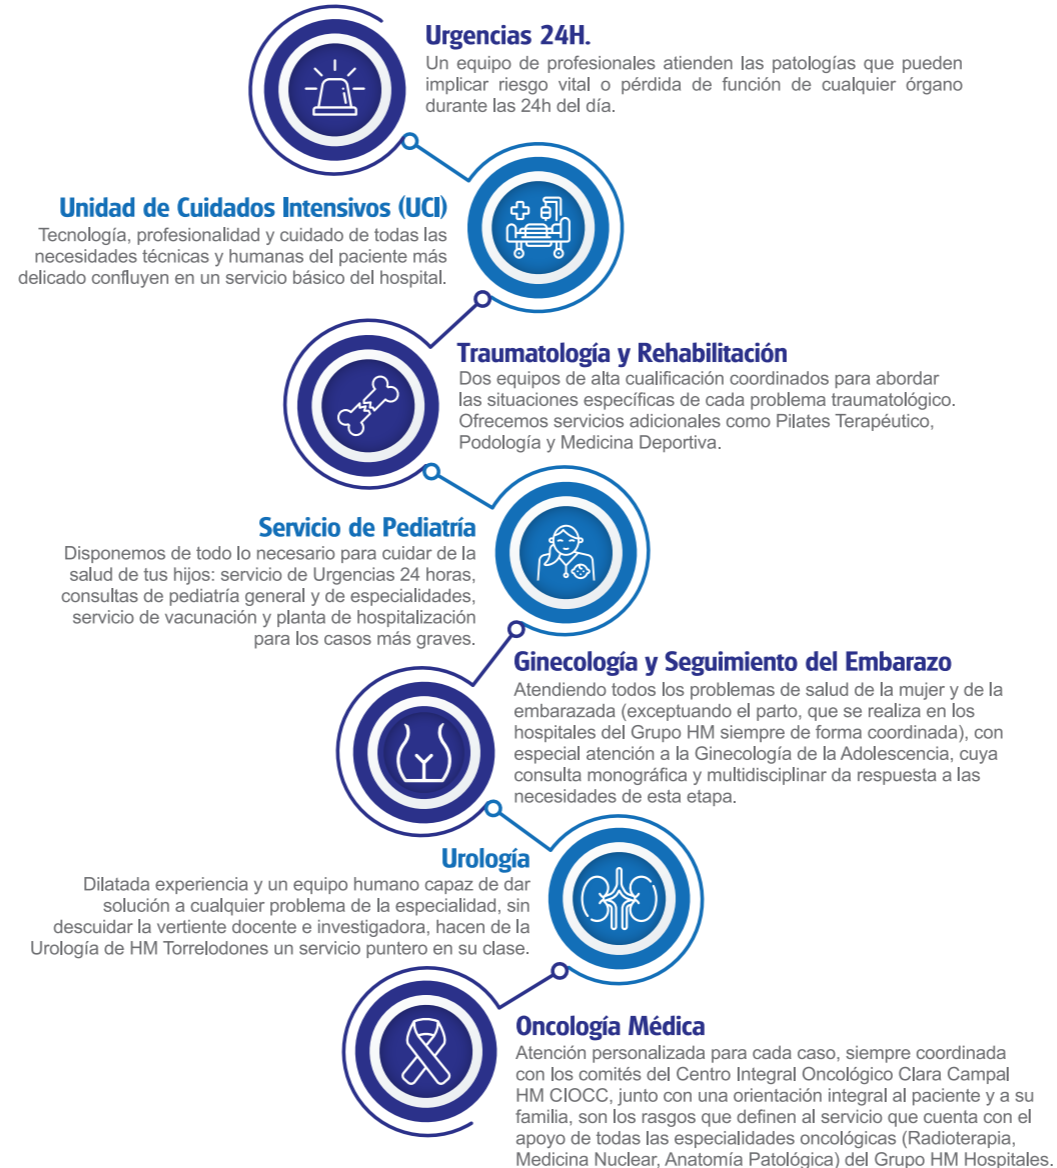 Urgencias 24H.
Un equipo de profesionales atienden las patologías que pueden
implicar riesgo vital o pérdida de función de cualquier órgano
durante las 24h del día.
Unidad de Cuidados Intensivos (UCI)
Tecnología, profesionalidad y cuidado de todas las
necesidades técnicas y humanas del paciente más
delicado confluyen en un servicio básico del hospital.
Traumatología y Rehabilitación
Dos equipos de alta cualificación coordinados para abordar
las situaciones específicas de cada problema traumatológico.
Ofrecemos servicios adicionales como Pilates Terapéutico,
Podología y Medicina Deportiva.
Servicio de Pediatría
Disponemos de todo lo necesario para cuidar de la
salud de tus hijos: servicio de Urgencias 24 horas,
consultas de pediatría general y de especialidades,
servicio de vacunación y planta de hospitalización
para los casos más graves.
Ginecología y Seguimiento del Embarazo
Atendiendo todos los problemas de salud de la mujer y de la
embarazada (exceptuando el parto, que se realiza en los
hospitales del Grupo HM siempre de forma coordinada), con
especial atención a la Ginecología de la Adolescencia, cuya
consulta monográfica y multidisciplinar da respuesta a las
necesidades de esta etapa.
Urología
Dilatada experiencia y un equipo humano capaz de dar
solución a cualquier problema de la especialidad, sin
descuidar la vertiente docente e investigadora, hacen de la
Urología de HM Torrelodones un servicio puntero en su clase.
Oncología Médica
Atención personalizada para cada caso, siempre coordinada
con los comités del Centro Integral Oncológico Clara Campal
HM CIOCC, junto con una orientación integral al paciente y a su
familia, son los rasgos que definen al servicio que cuenta con el
apoyo de todas las especialidades oncológicas (Radioterapia,
Medicina Nuclear, Anatomía Patológica) del Grupo HM Hospitales.